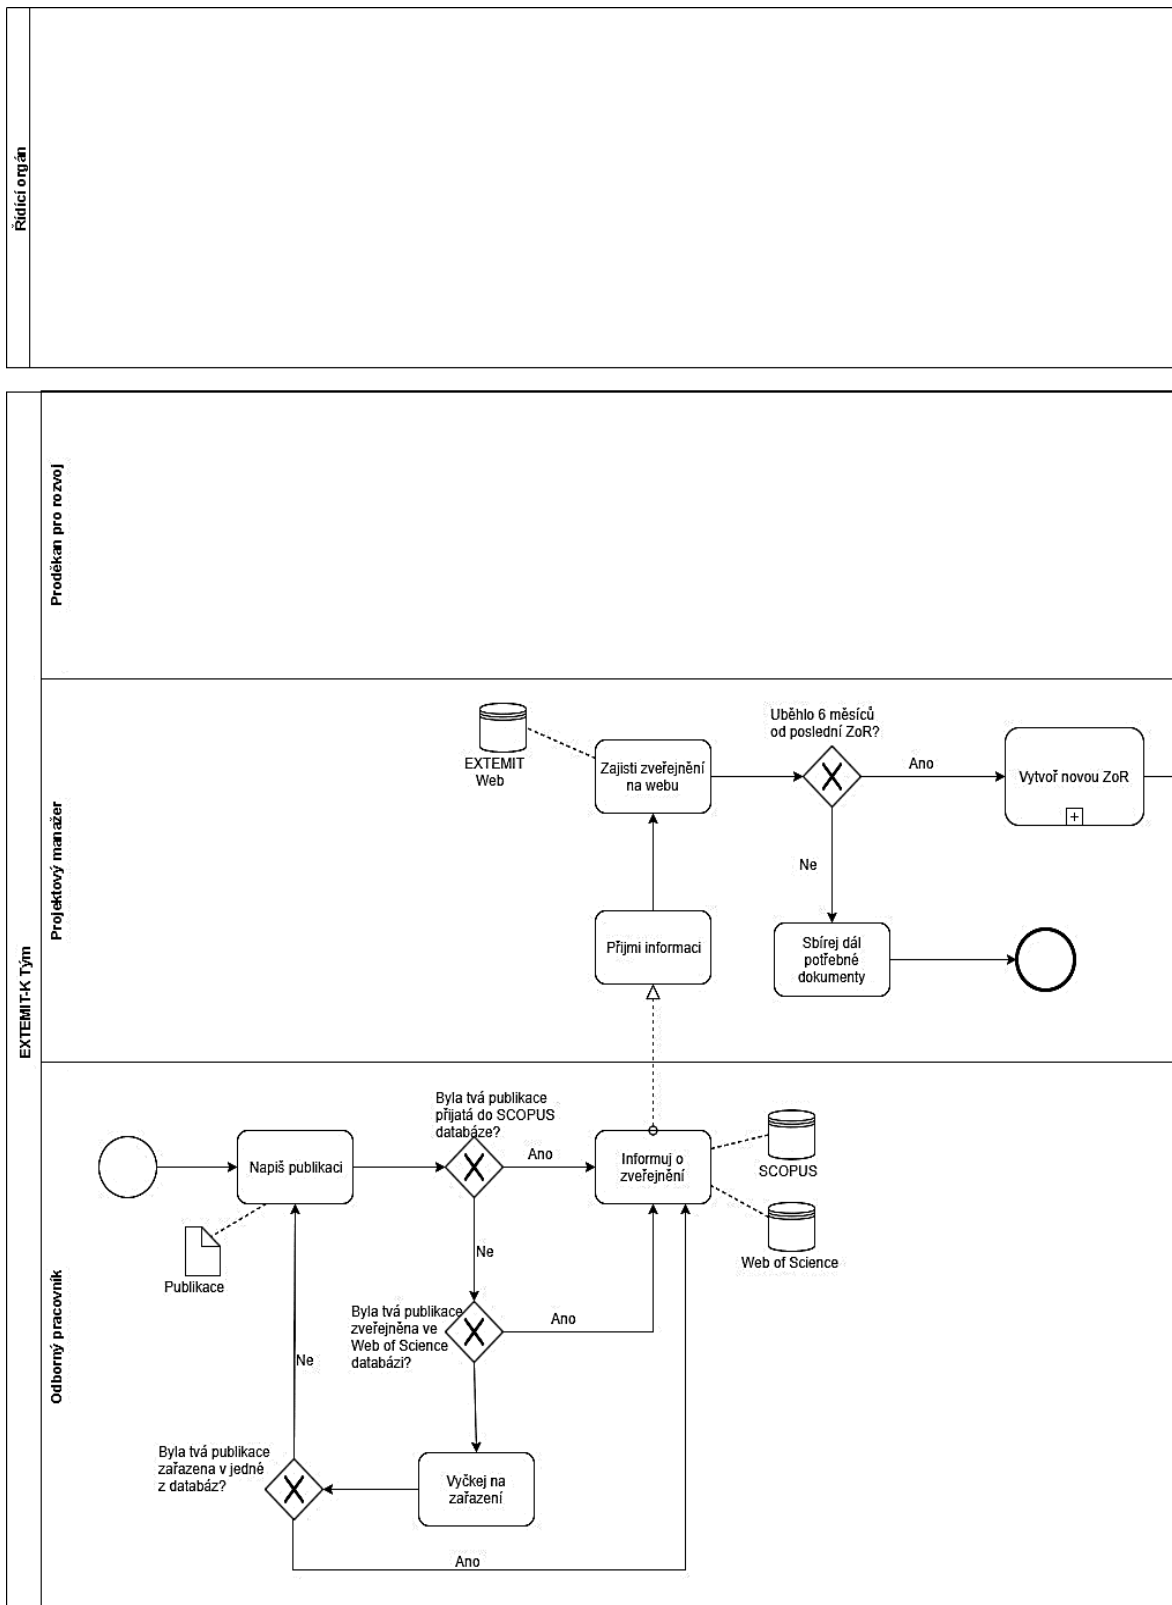 Řídící orgán
EXTEMIT-K Tým
Proděkan pro rozvoj
Projektový manažer
EXTEMIT
Web
Zajisti zveřejnění
na webu
Uběhlo 6 měsíců
od poslední ZoR?
Ano
Vytvoř novou ZoR
Ne
Přijmi informaci
Sbírej dál
potřebné
dokumenty
Odborný pracovník
Napiš publikaci
Publikace
Byla tvá publikace
přijatá do SCOPUS
databáze?
Ano
Informuj o
zveřejnění
SCOPUS
Web of Science
Ne
Byla tvá publikace
zveřejněna ve
Web of Science
databázi?
Ano
Ne
Byla tvá publikace
zařazena v jedné
z databáz?
Vyčkej na
zařazení
Ano